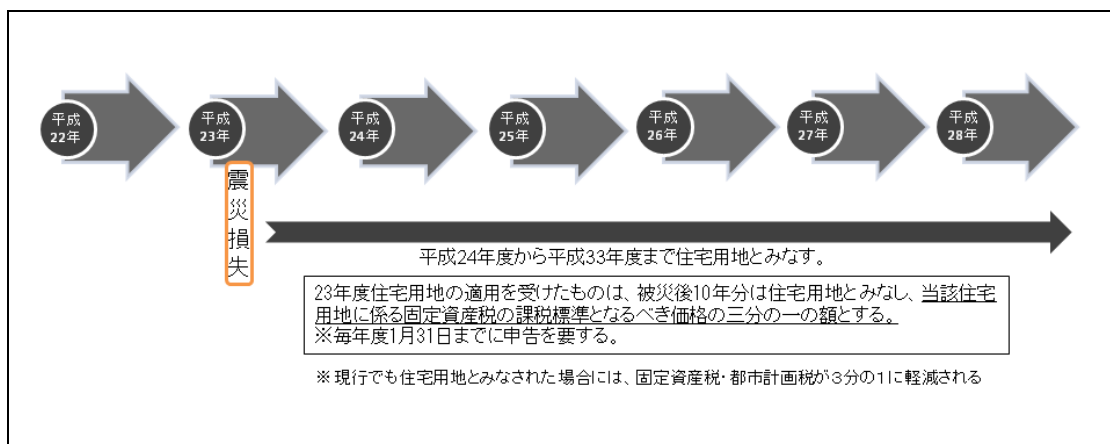 平成
22年
平成
23年
平成
24年
平成
25年
平成
26年
平成
27年
平成
28年
震
災
損
失
平成24年度から平成33年度まで住宅用地とみなす。
23年度住宅用地の適用を受けたものは、被災後10年分は住宅用地とみなし、当該住宅
用地に係る固定資産税の課税標準となるべき価格の三分の一の額とする。
※毎年度1月31日までに申告を要する。
※現行でも住宅用地とみなされた場合には、固定資産税・都市計画税が3分の1に軽減される